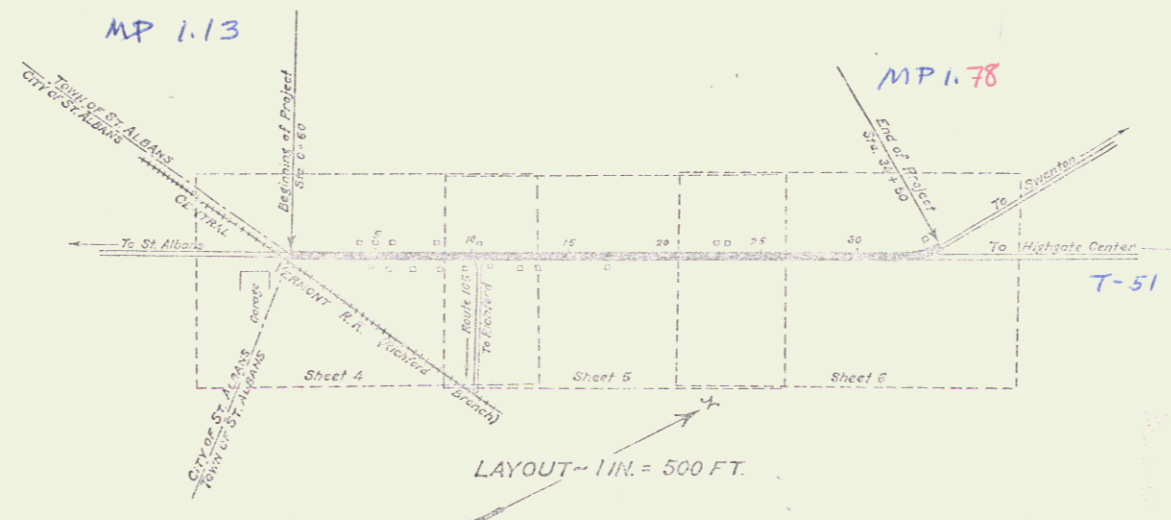 MP 1.13
MP 1.78
TOWN OF ST. ALBANS
CITY OF ST. ALBANS
Beginning of Project
Sta. 0+60
End of Project
Sta. 34+50
To Swanton
CENTRAL
To St. Albans
5
10
15
20
25
30
To Highgate Center
T-51
VERMONT R.R. (Richford Branch)
Garage
Route 105
To Richford
Sheet 4
Sheet 5
Sheet 6
CITY OF ST. ALBANS
TOWN OF ST. ALBANS
LAYOUT~ 1 IN. = 500 FT.